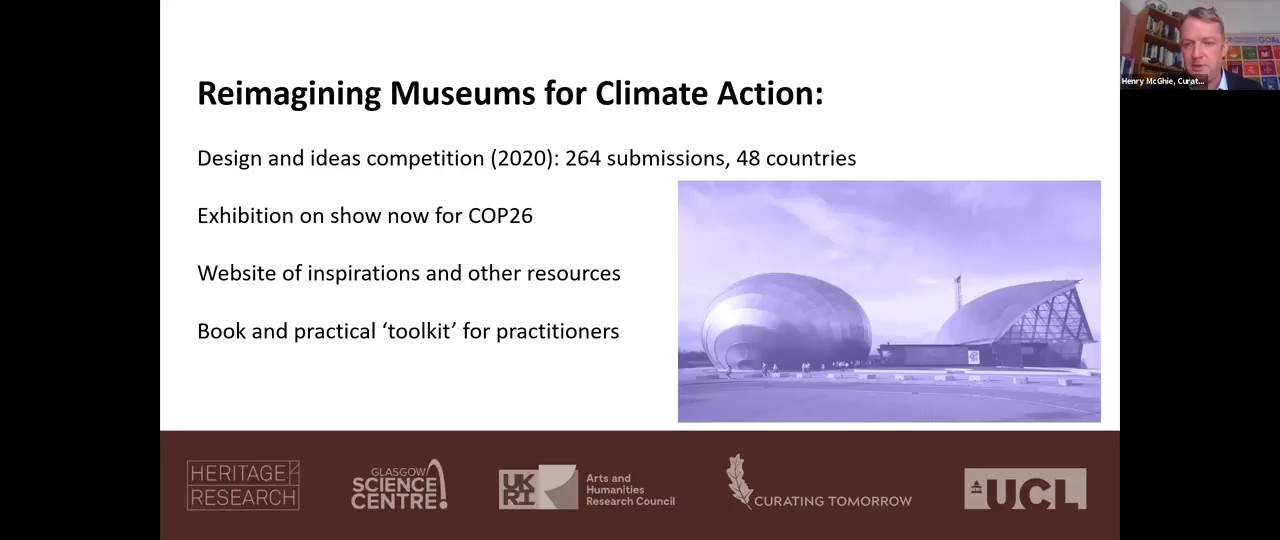 Reimagining Museums for Climate Action:
Design and ideas competition (2020): 264 submissions, 48 countries
Exhibition on show now for COP26
Website of inspirations and other resources
Book and practical ‘toolkit’ for practitioners
Henry McGhie, Curat...
GOAL
HERITAGE
RESEARCH
GLASGOW
SCIENCE
CENTRE!
UK
RI
Arts and
Humanities
Research Council
CURATING TOMORROW
UCL